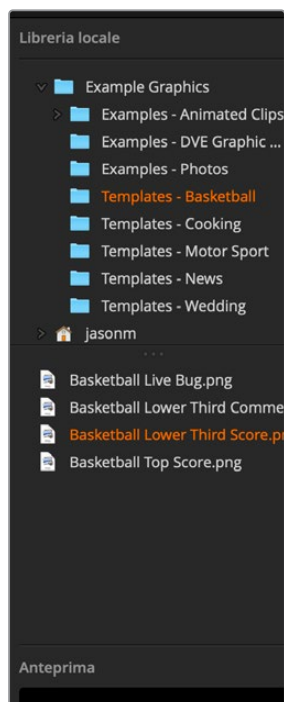 Libreria locale
Example Graphics
Examples - Animated Clips
Examples - DVE Graphic ...
Examples - Photos
Templates - Basketball
Templates - Cooking
Templates - Motor Sport
Templates - News
Templates - Wedding
jasonm
Basketball Live Bug.png
Basketball Lower Third Comme
Basketball Lower Third Score.pn
Basketball Top Score.png
Anteprima